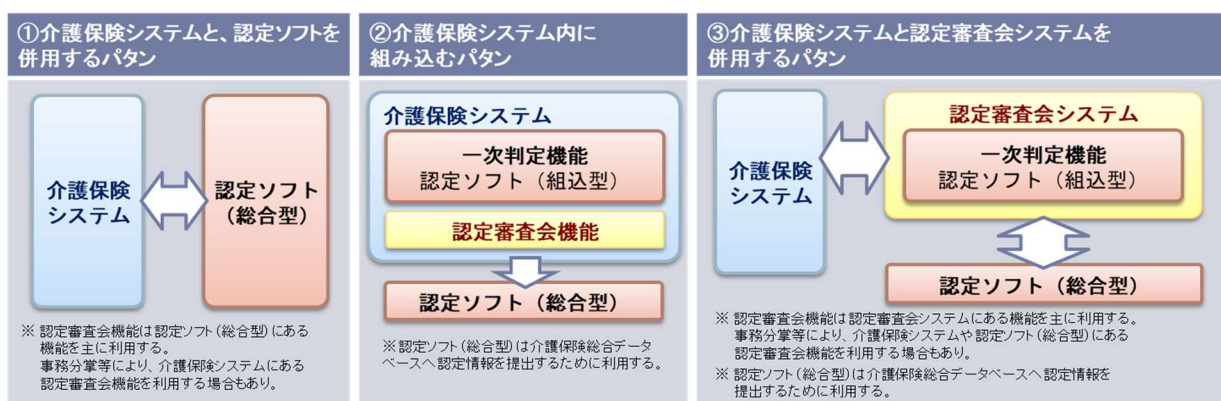 ①介護保険システムと、認定ソフトを
併用するパタン
介護保険
システム
認定ソフト
(総合型)
※ 認定審査会機能は認定ソフト(総合型)にある
機能を主に利用する。
事務分掌等により、介護保険システムにある
認定審査会機能を利用する場合もあり。
②介護保険システム内に
組み込むパタン
介護保険システム
一次判定機能
認定ソフト（組込型）
認定審査会機能
認定ソフト（総合型）
※認定ソフト(総合型)は介護保険総合データ
ベースへ認定情報を提出するために利用する。
③介護保険システムと認定審査会システムを
併用するパタン
介護保険
システム
認定審査会システム
一次判定機能
認定ソフト（組込型）
認定ソフト（総合型）
※ 認定審査会機能は認定審査会システムにある機能を主に利用する。
事務分掌等により、介護保険システムや認定ソフト(総合型)にある
認定審査会機能を利用する場合もあり。
※ 認定ソフト(総合型)は介護保険総合データベースへ認定情報を
提出するために利用する。